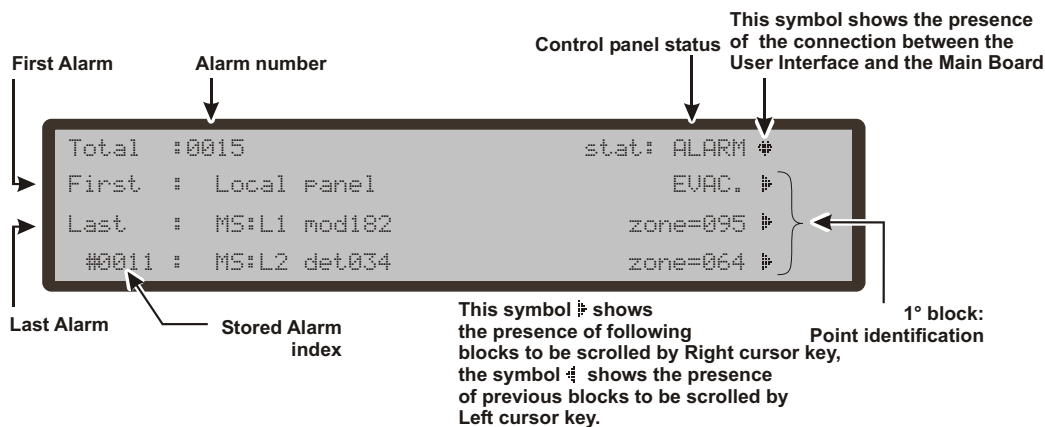 This symbol shows the presence
of the connection between the
User Interface and the Main Board
Control panel status
First Alarm
Alarm number
Total :0015 stat: ALARM
First : Local panel EVAC.
Last : MS:L1 mod182 zone=095
#0011 : MS:L2 det034 zone=064
Last Alarm
Stored Alarm
index
This symbol shows
the presence of following
blocks to be scrolled by Right cursor key,
the symbol shows the presence
of previous blocks to be scrolled by
Left cursor key.
1° block:
Point identification